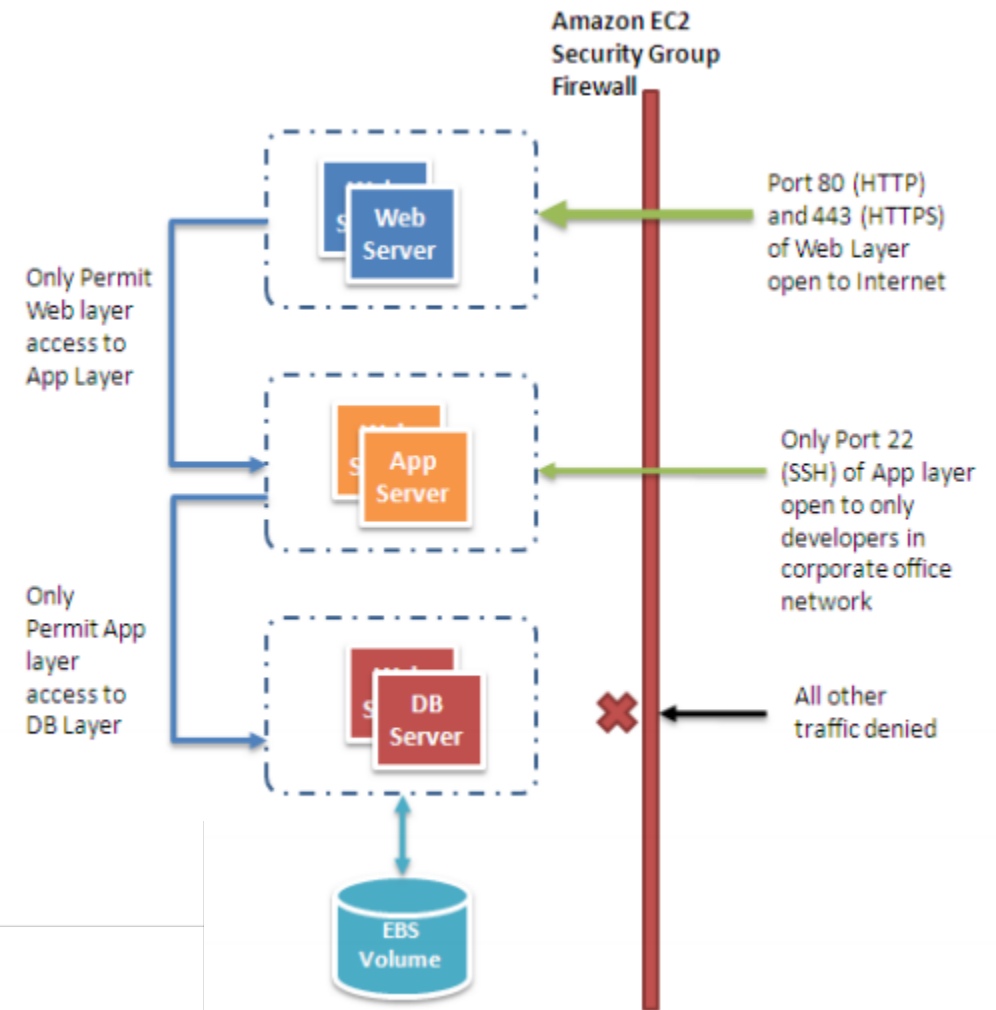 Amazon EC2
Security Group
Firewall
Web
Server
Port 80 (HTTP)
and 443 (HTTPS)
of Web Layer
open to Internet
Only Permit
Web layer
access to
App Layer
App
Server
Only Port 22
(SSH) of App layer
open to only
developers in
corporate office
network
Only
Permit App
layer
access to
DB Layer
DB
Server
All other
traffic denied
EBS
Volume